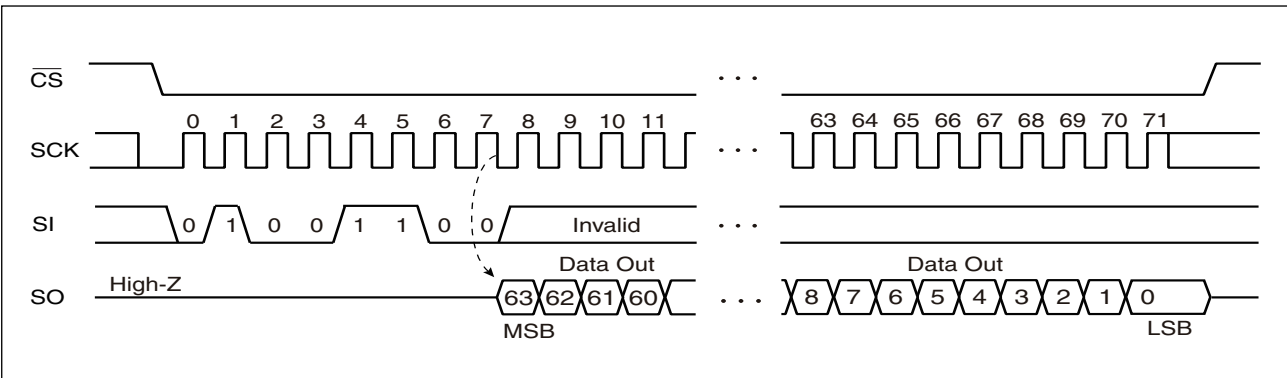 CS . . .
0 1 2 3 4 5 6 7 8 9 10 11 63 64 65 66 67 68 69 70 71
SCK . . .
SI 0 1 0 0 1 1 0 0 Invalid . . .
Data Out Data Out
High-Z
SO 63 62 61 60 . . . 8 7 6 5 4 3 2 1 0
MSB LSB